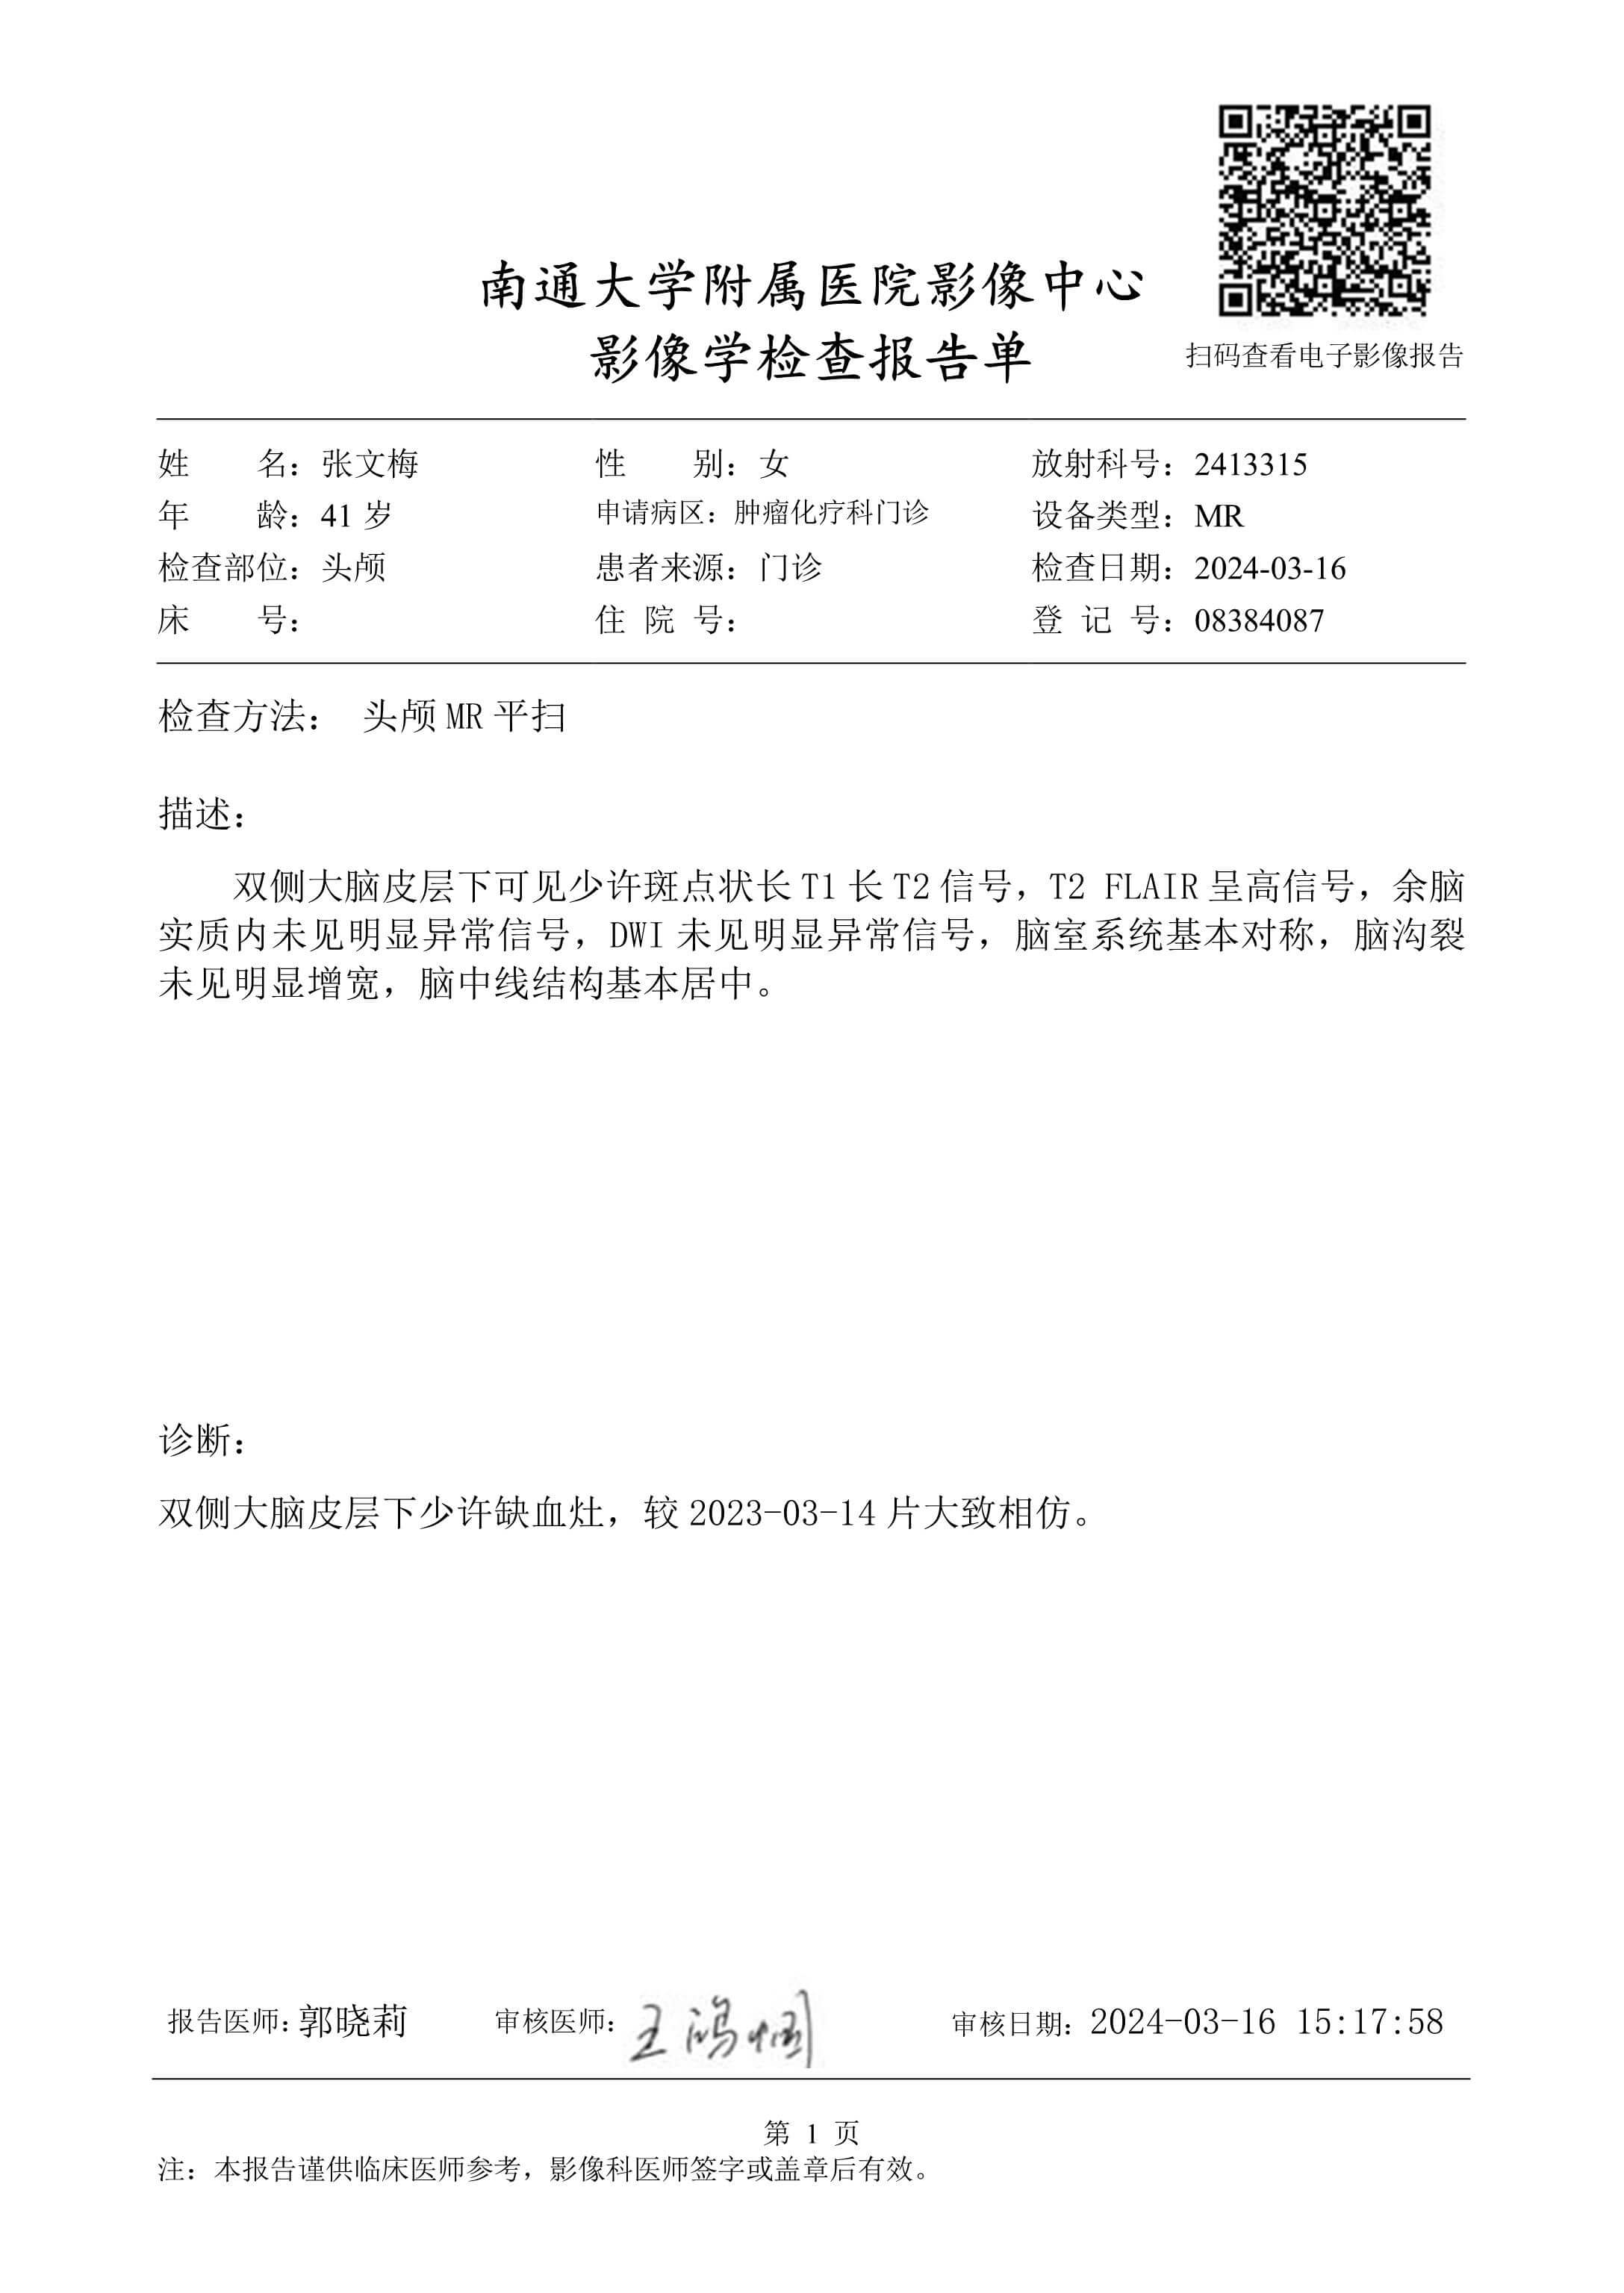 南通大学附属医院影像中心
影像学检查报告单
扫码查看电子影像报告
姓 名：张文梅 性 别：女 放射科号：2413315
年 龄：41 岁 申请病区：肿瘤化疗科门诊 设备类型：MR
检查部位：头颅 患者来源：门诊 检查日期：2024-03-16
床 号： 住 院 号： 登 记 号：08384087
检查方法： 头颅 MR 平扫
描述：
双侧大脑皮层下可见少许斑点状长 T1 长 T2 信号，T2 FLAIR 呈高信号，余脑
实质内未见明显异常信号，DWI 未见明显异常信号，脑室系统基本对称，脑沟裂
未见明显增宽，脑中线结构基本居中。
诊断：
双侧大脑皮层下少许缺血灶，较 2023-03-14 片大致相仿。
报告医师：郭晓莉 审核医师： 审核日期：2024-03-16 15:17:58
第 1 页
注：本报告谨供临床医师参考，影像科医师签字或盖章后有效。